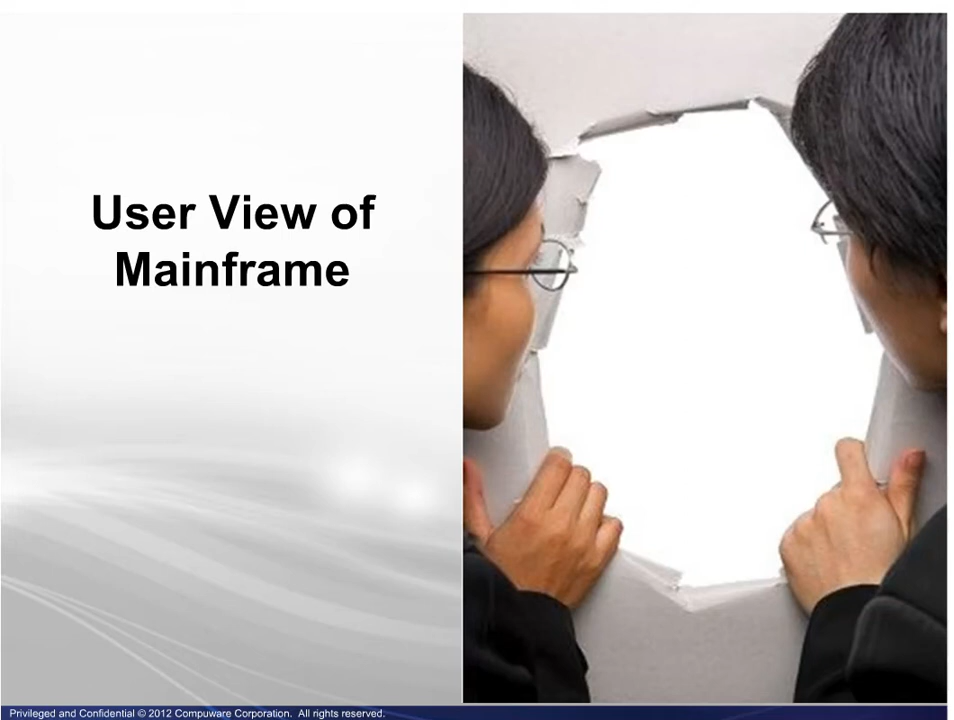 User View of
Mainframe
Privileged and Confidential © 2012 Compuware Corporation. All rights reserved.